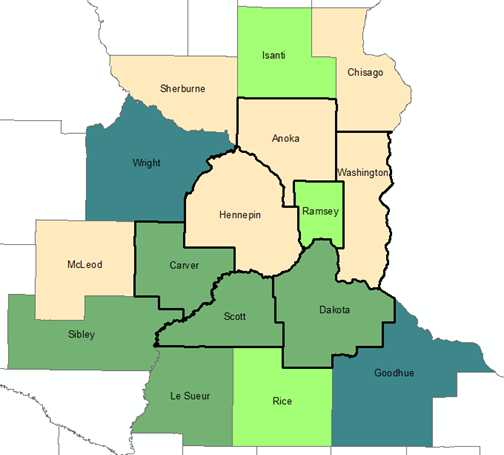 Isanti
Chisago
Sherburne
Anoka
Wright
Washington
Ramsey
Hennepin
McLeod
Carver
Scott
Dakota
Sibley
Goodhue
Le Sueur
Rice